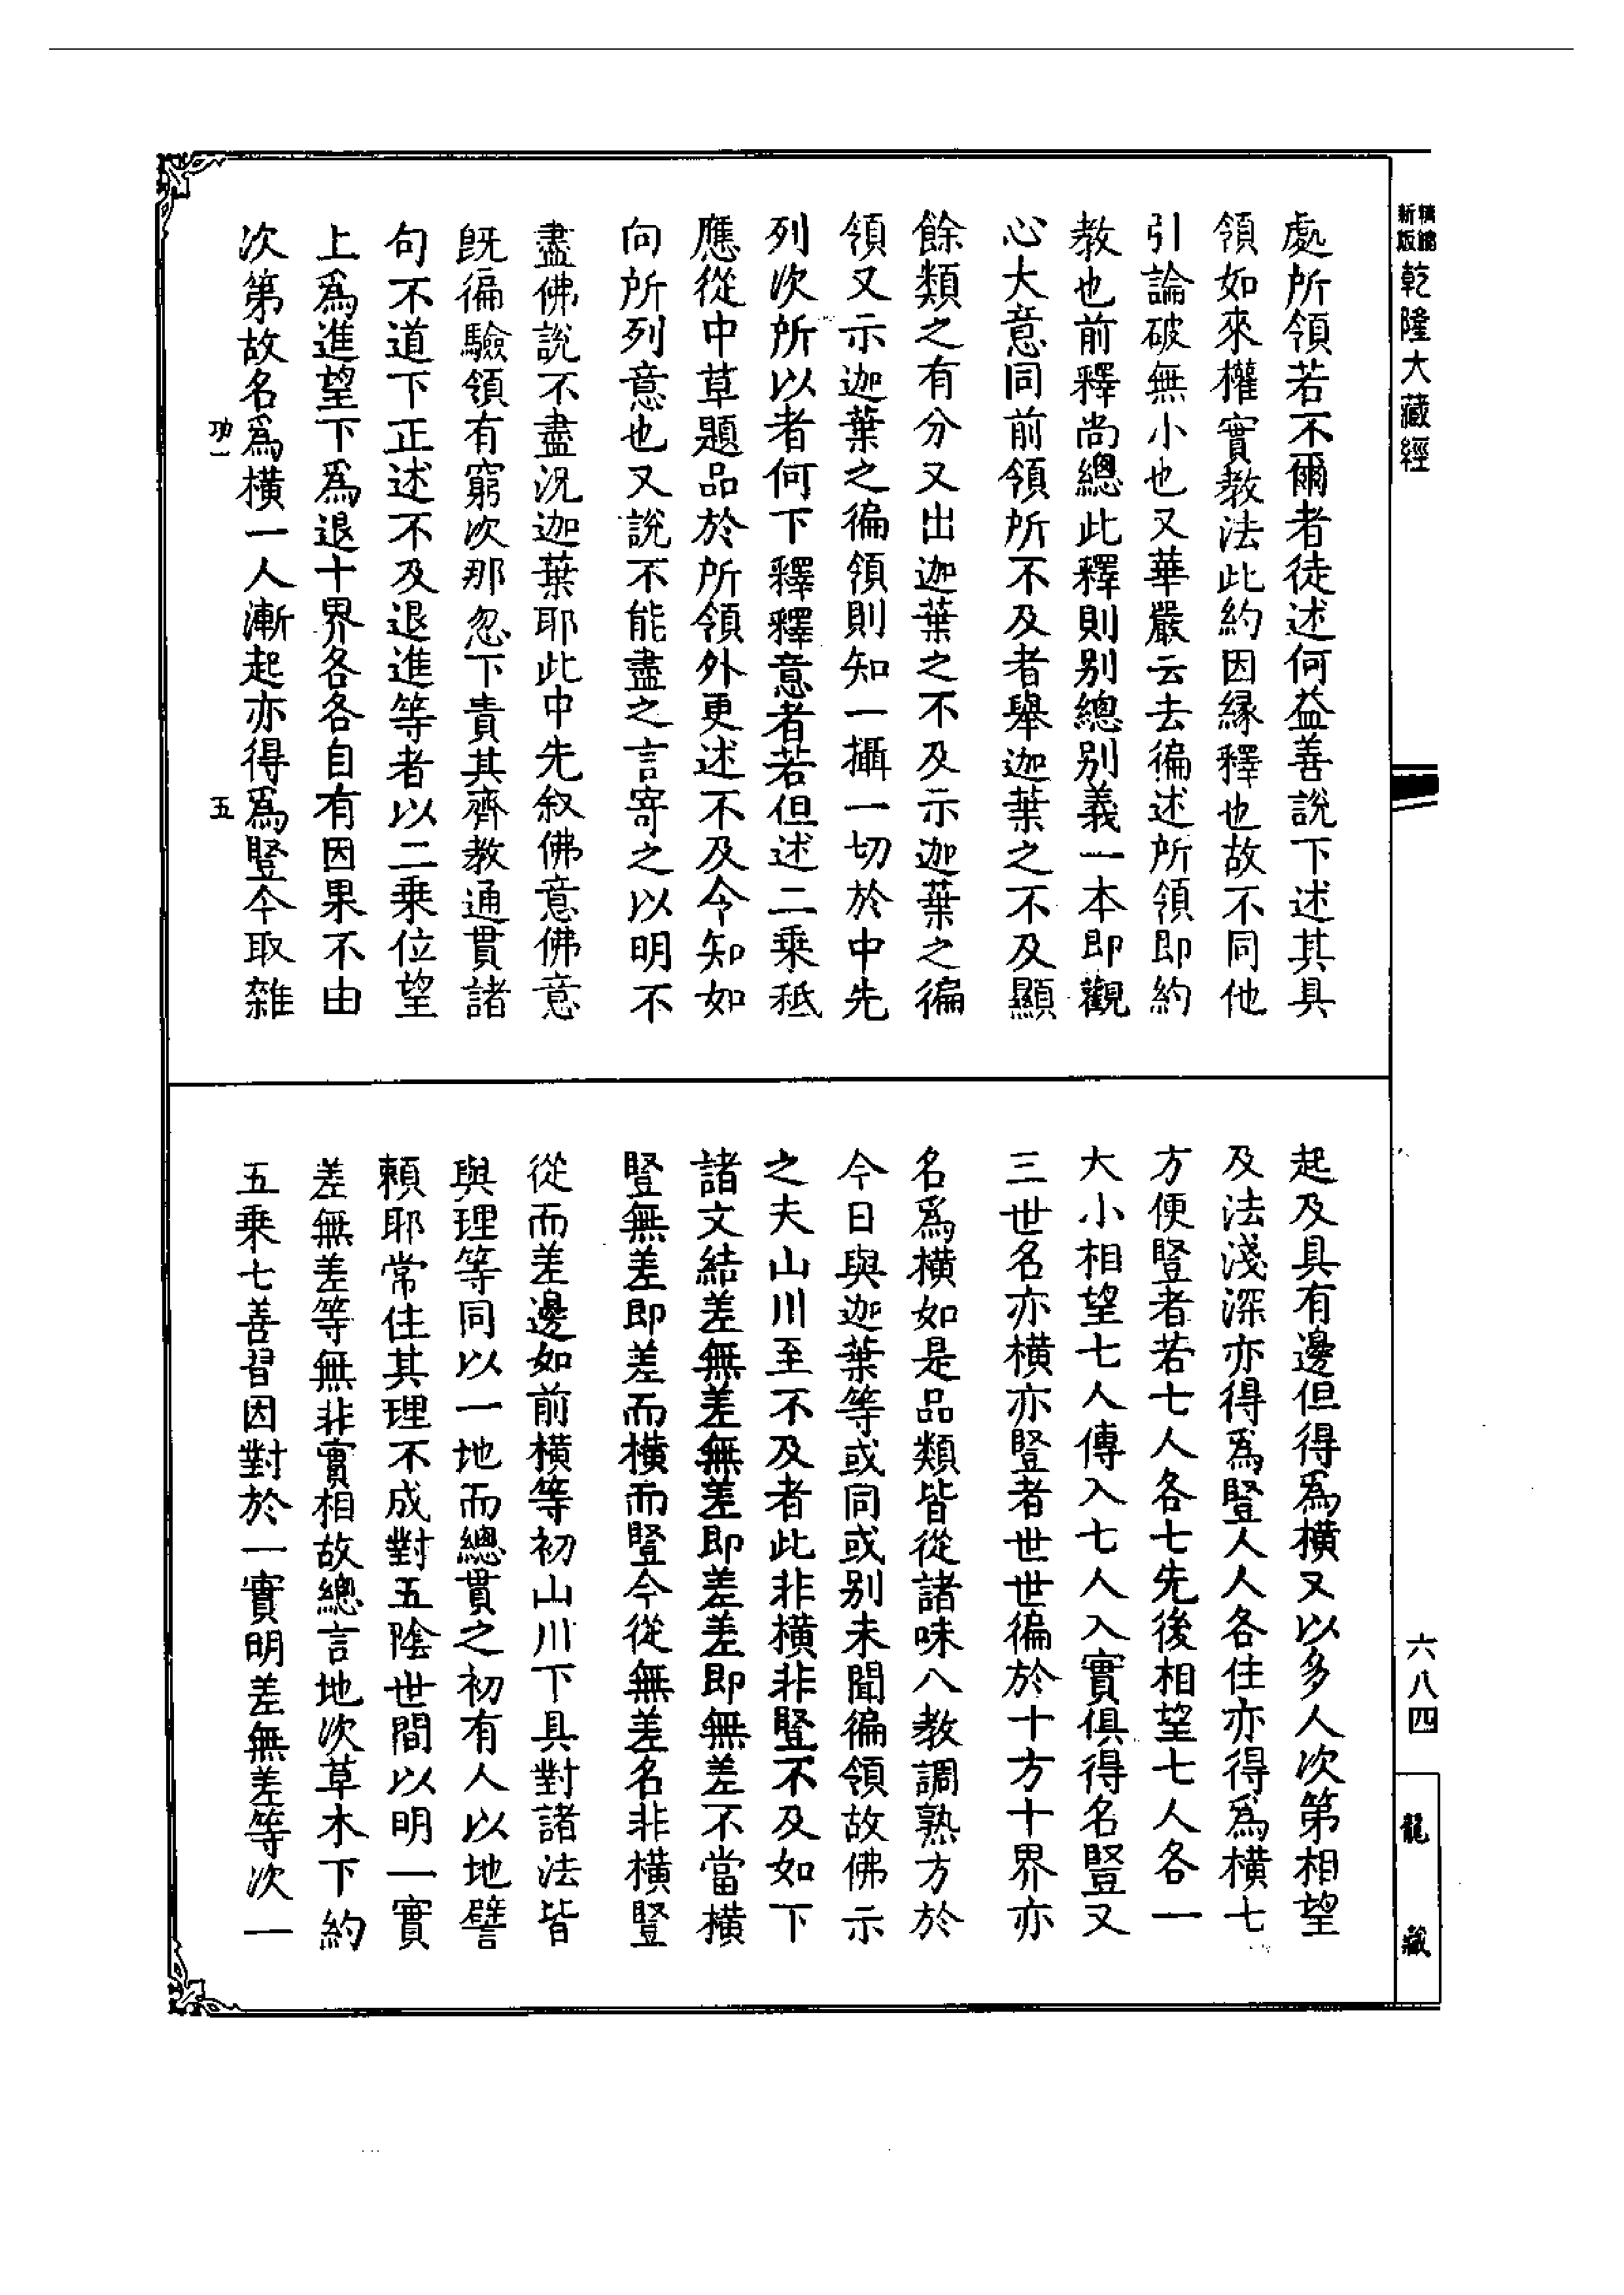 精縮新版 乾隆大藏經
處所領若不爾者徒述何益善說下述其具
領如來權實教法此約因緣釋也故不同他
引論破無小也又華嚴云去徧述所領即約
教也前釋尚總此釋則別總別義一本即觀
心大意同前領所不及者舉迦葉之不及顯
餘類之有分又出迦葉之不及示迦葉之徧
領又示迦葉之徧領則知一攝一切於中先
列次所以者何下釋釋意者若但述二乘秖
應從中草題品於所領外更述不及令知如
向所列意也又說不能盡之言寄之以明不
盡佛說不盡況迦葉耶此中先叙佛意佛意
旣徧驗領有窮次那忽下責其齊教通貫諸
句不道下正述不及退進等者以二乘位望
上爲進望下爲退十界各各自有因果不由
次第故名爲橫一人漸起亦得爲豎今取雜
功一 五
起及具有邊但得爲橫又以多人次第相望
及法淺深亦得爲豎人人各住亦得爲橫七
方便豎者若七人各七先後相望七人各一
大小相望七人傳入七人入實俱得名豎又
三世名亦橫亦豎者世世徧於十方十界亦
名爲橫如是品類皆從諸味八教調熟方於
今日與迦葉等或同或別未聞徧領故佛示
之夫山川至不及者此非橫非豎不及如下
諸文結差無差無差即差差即無差不當橫
豎無差即差而橫而豎今從無差名非橫豎
從而差邊如前橫等初山川下具對諸法皆
與理等同以一地而總貫之初有人以地譬
賴耶常住其理不成對五陰世間以明一實
差無差等無非實相故總言地次草木下約
五乘七善習因對於一實明差無差等次一
六八四
龍藏